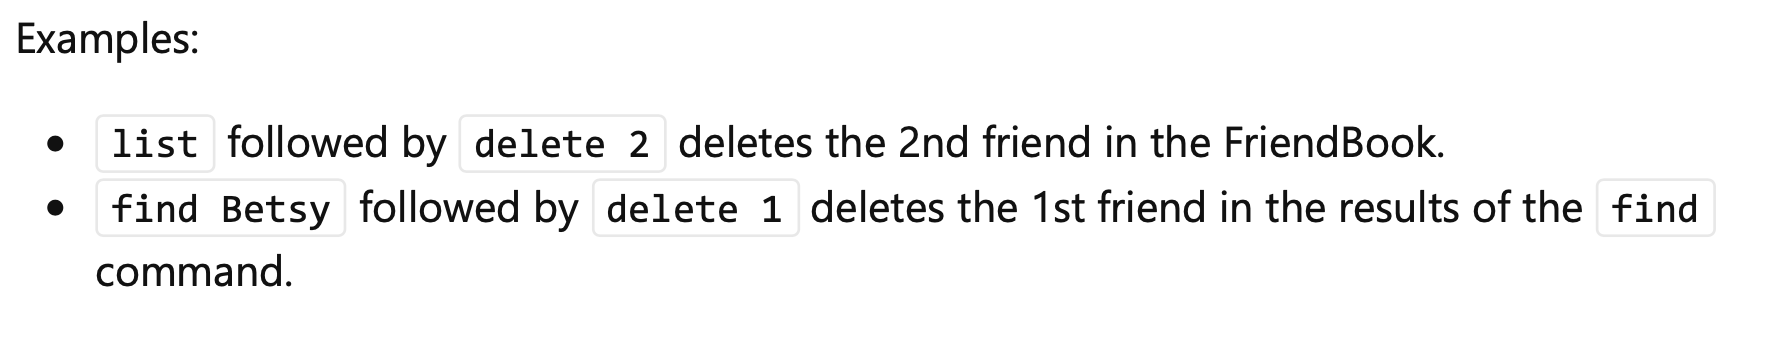 Examples:
• list followed by delete 2 deletes the 2nd friend in the FriendBook.
• find Betsy followed by delete 1 deletes the 1st friend in the results of the find
command.